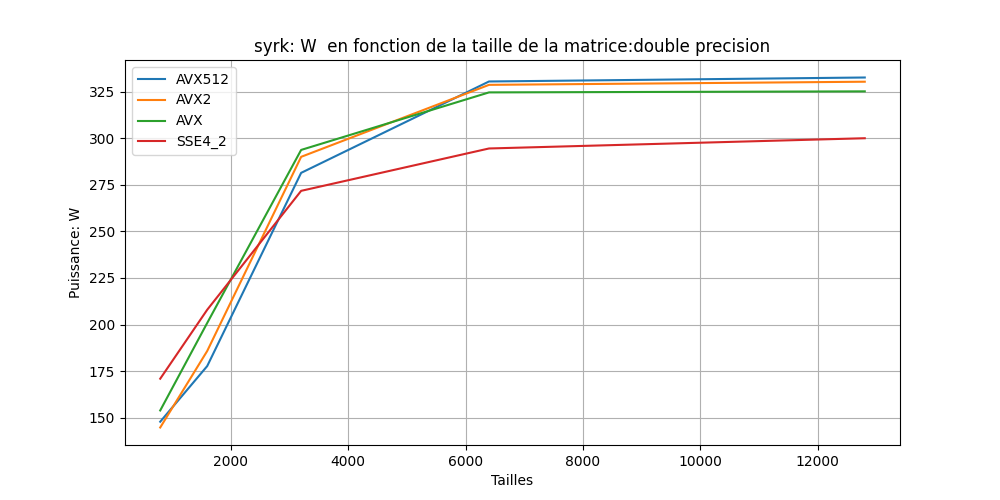 syrk: W  en fonction de la taille de la matrice:double precision
AVX512
AVX2
AVX
SSE4_2
Puissance: W
325
300
275
250
225
200
175
150
2000 4000 6000 8000 10000 12000
Tailles